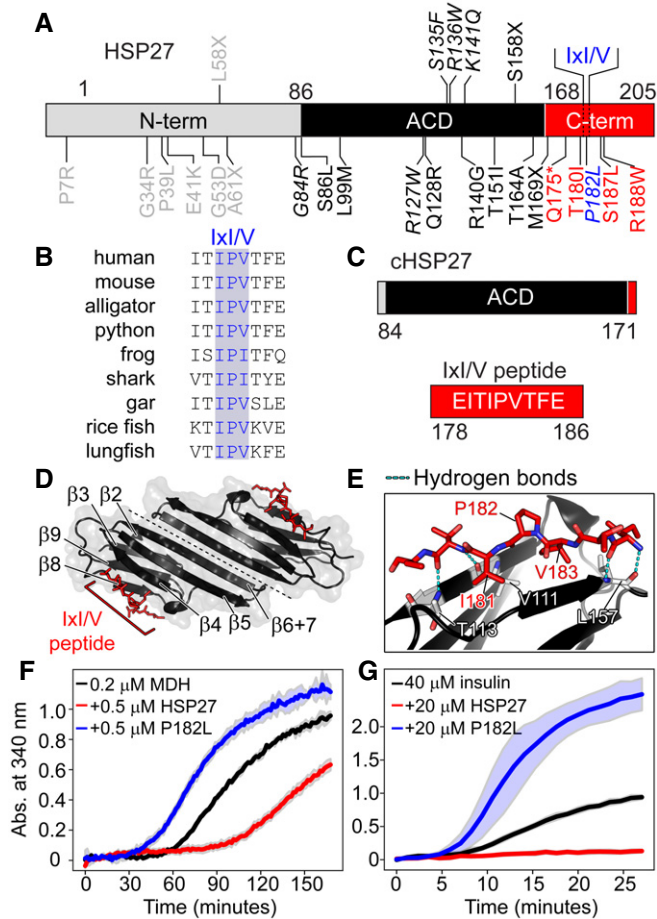 A
HSP27
L58X
S135F
R136W
K141Q
S158X
IxI/V
1
86
168
205
N-term
ACD
C-term
P7R
G34R
P39L
E41K
G53D
A61X
G84R
S86L
L99M
R127W
Q128R
R140G
T151I
T164A
M169X
Q175*
T180I
P182L
S187L
R188W
B
IxI/V
human ITIPVTFE
mouse ITIPVTFE
alligator ITIPVTFE
python ITIPVTFE
frog ISIPITFQ
shark VTIPITYE
gar ITIPVSLE
rice fish KTIPVKVE
lungfish VTIPVKFE
C
cHSP27
ACD
84
171
IxI/V peptide
EITIPVTFE
178
186
D
β3
β2
β9
β8
IxI/V
peptide
β4
β5
β6+7
E
Hydrogen bonds
P182
V183
I181
V111
T113
L157
F
0.2 μM MDH
+0.5 μM HSP27
+0.5 μM P182L
Abs. at 340 nm
1.0
0.8
0.6
0.4
0.2
0
0 30 60 90 120 150
Time (minutes)
G
40 μM insulin
+20 μM HSP27
+20 μM P182L
2.0
1.0
0
0 5 10 15 20 25
Time (minutes)